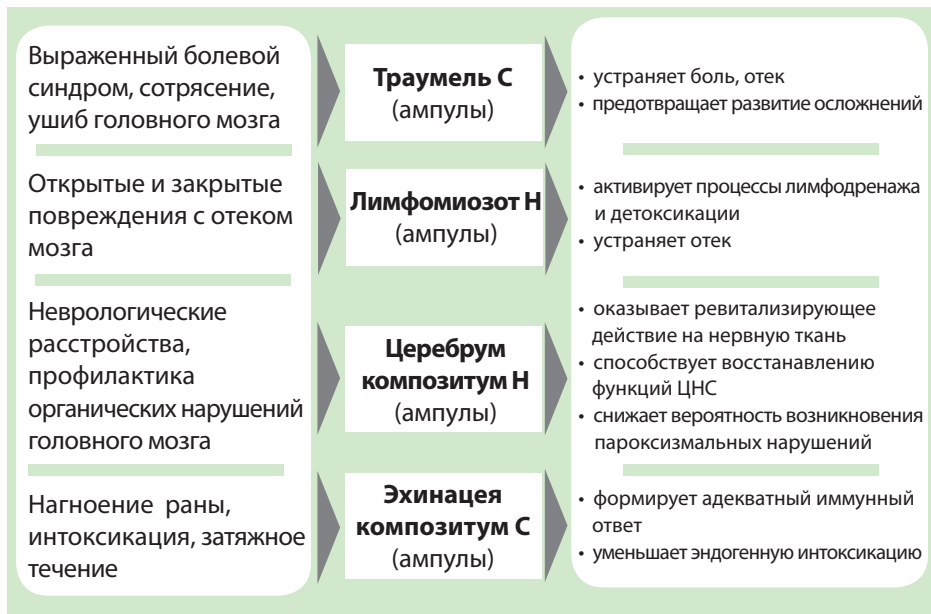 Выраженный болевой
синдром, сотрясение,
ушиб головного мозга
Траумель С
(ампулы)
• устраняет боль, отек
• предотвращает развитие осложнений
Открытые и закрытые
повреждения с отеком
мозга
Лимфомиозот Н
(ампулы)
• активирует процессы лимфодренажа
и детоксикации
• устраняет отек
Неврологические
расстройства,
профилактика
органических нарушений
головного мозга
Церебрум
композитум Н
(ампулы)
• оказывает ревитализирующее
действие на нервную ткань
• способствует восстанавлению
функций ЦНС
• снижает вероятность возникновения
пароксизмальных нарушений
Нагноение раны,
интоксикация, затяжное
течение
Эхинацея
композитум С
(ампулы)
• формирует адекватный иммунный
ответ
• уменьшает эндогенную интоксикацию